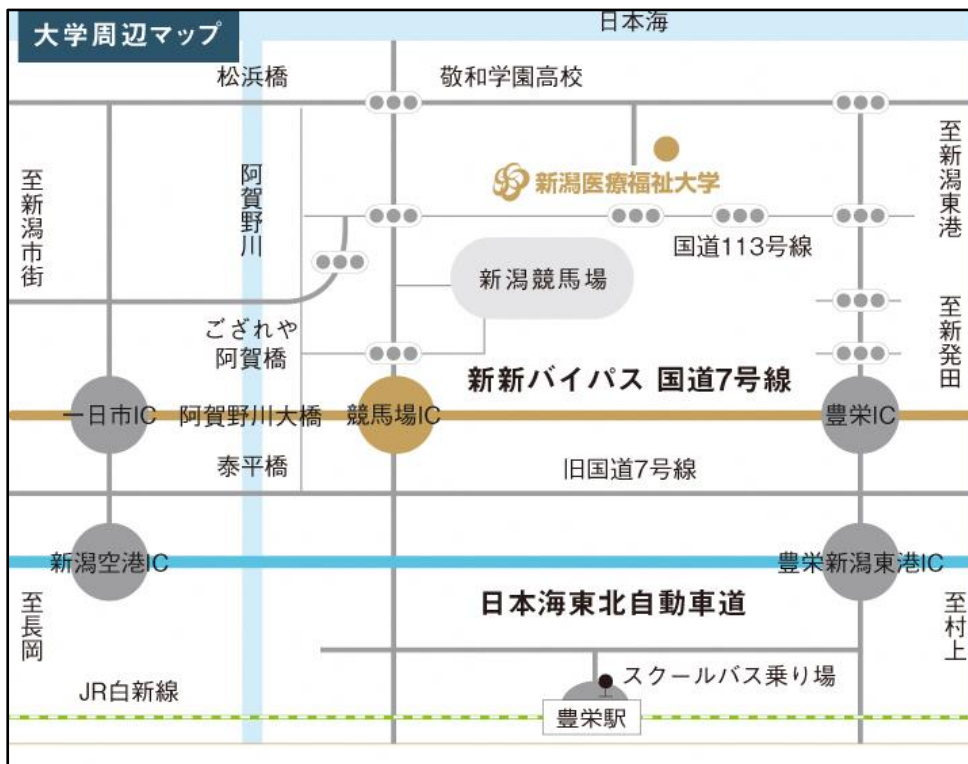 大学周辺マップ
日本海
松浜橋
敬和学園高校
至新潟市街
阿賀野川
至新潟東港
新潟医療福祉大学
国道113号線
新潟競馬場
ござれや
阿賀橋
至新発田
新新バイパス 国道7号線
一日市IC
阿賀野川大橋
競馬場IC
豊栄IC
泰平橋
旧国道7号線
新潟空港IC
豊栄新潟東港IC
至長岡
日本海東北自動車道
至村上
スクールバス乗り場
JR白新線
豊栄駅